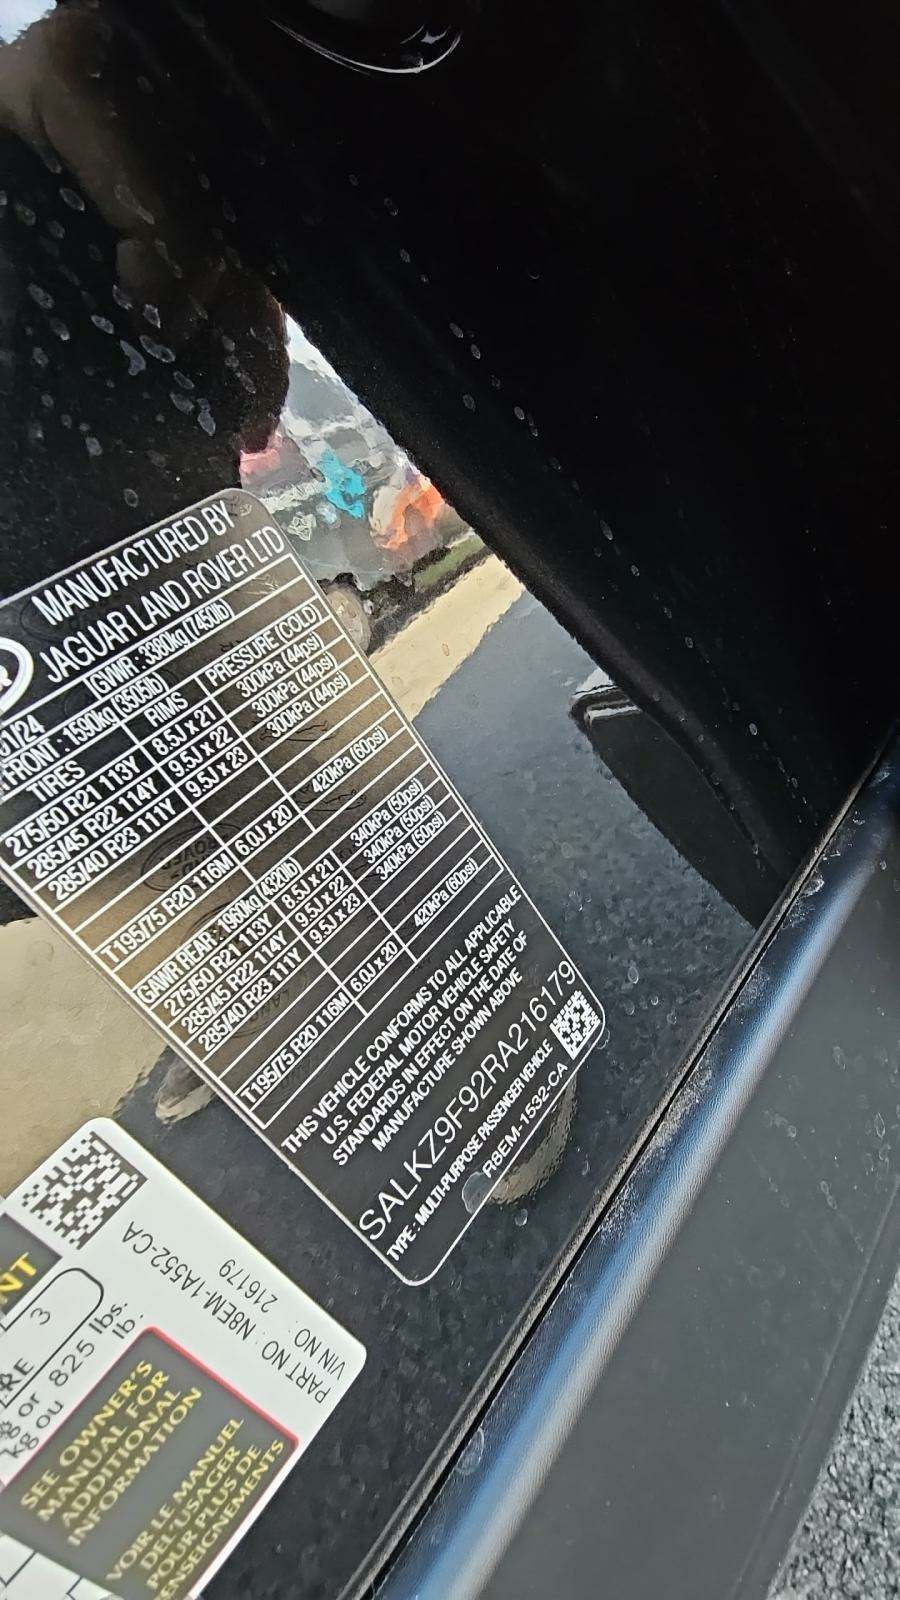 MANUFACTURED BY
JAGUAR LAND ROVER LTD
01/24 GVWR : 3380kg (7450lb)
FRONT : 1590kg (3505lb)
TIRES RIMS PRESSURE (COLD)
275/50 R21 113Y 8.5J X 21 300kPa (44psi)
285/45 R22 114Y 9.5J x 22 300kPa (44psi)
285/40 R23 111Y 9.5J x 23 300kPa (44psi)
T195/75 R20 116M 6.0J x 20 420kPa (60psi)
GAWR REAR : 1960kg (4320lb)
275/50 R21 113Y 8.5J x 21 340kPa (50psi)
285/45 R22 114Y 9.5J x 22 340kPa (50psi)
285/40 R23 111Y 9.5J x 23 340kPa (50psi)
T195/75 R20 116M 6.0J x 20 420kPa (60psi)
THIS VEHICLE CONFORMS TO ALL APPLICABLE
U.S. FEDERAL MOTOR VEHICLE SAFETY
STANDARDS IN EFFECT ON THE DATE OF
MANUFACTURE SHOWN ABOVE
SALKZ9F92RA216179
TYPE : MULTI-PURPOSE PASSENGER VEHICLE
R8EM-1532-CA
PART NO : N8EM-1A552-CA
VIN NO : 216179
3
kg or 825 lbs.
kg ou lb.
SEE OWNER'S
MANUAL FOR
ADDITIONAL
INFORMATION
VOIR LE MANUEL
DEL'USAGER
POUR PLUS DE
RENSEIGNEMENTS